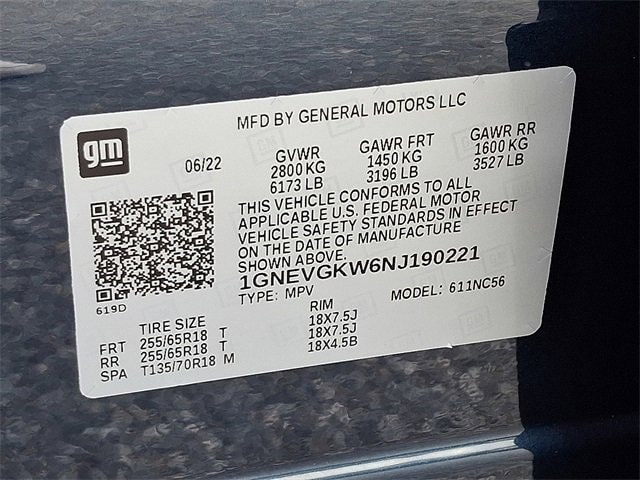 MFD BY GENERAL MOTORS LLC
gm
06/22
GVWR GAWR FRT GAWR RR
2800 KG 1450 KG 1600 KG
6173 LB 3196 LB 3527 LB
THIS VEHICLE CONFORMS TO ALL
APPLICABLE U.S. FEDERAL MOTOR
VEHICLE SAFETY STANDARDS IN EFFECT
ON THE DATE OF MANUFACTURE
SHOWN ABOVE.
1GNEVGKW6NJ190221
TYPE: MPV MODEL: 611NC56
619D
TIRE SIZE RIM
FRT 255/65R18 T 18X7.5J
RR 255/65R18 T 18X7.5J
SPA T135/70R18 M 18X4.5B